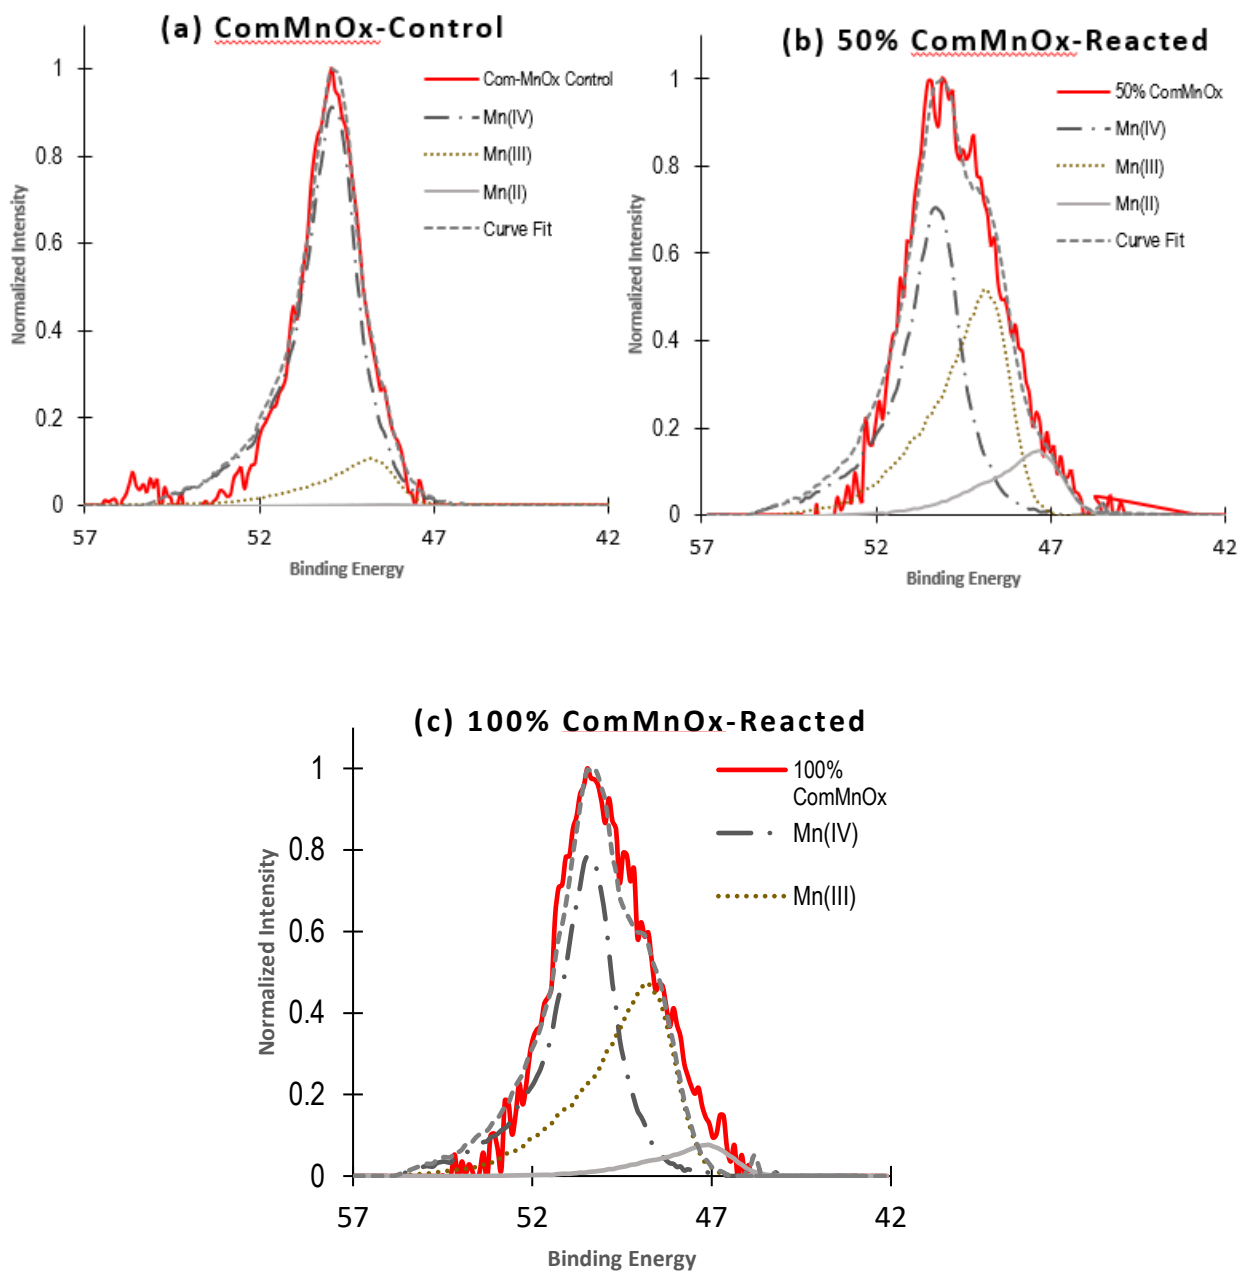 (a) ComMnOx-Control
Com-MnOx Control
Mn(IV)
Mn(III)
Mn(II)
Curve Fit
Normalized Intensity
1
0.8
0.6
0.4
0.2
0
57
52
47
42
Binding Energy
(b) 50% ComMnOx-Reacted
50% ComMnOx
Mn(IV)
Mn(III)
Mn(II)
Curve Fit
Normalized Intensity
1
0.8
0.6
0.4
0.2
0
57
52
47
42
Binding Energy
(c) 100% ComMnOx-Reacted
100%
ComMnOx
Mn(IV)
Mn(III)
Normalized Intensity
1
0.8
0.6
0.4
0.2
0
57
52
47
42
Binding Energy